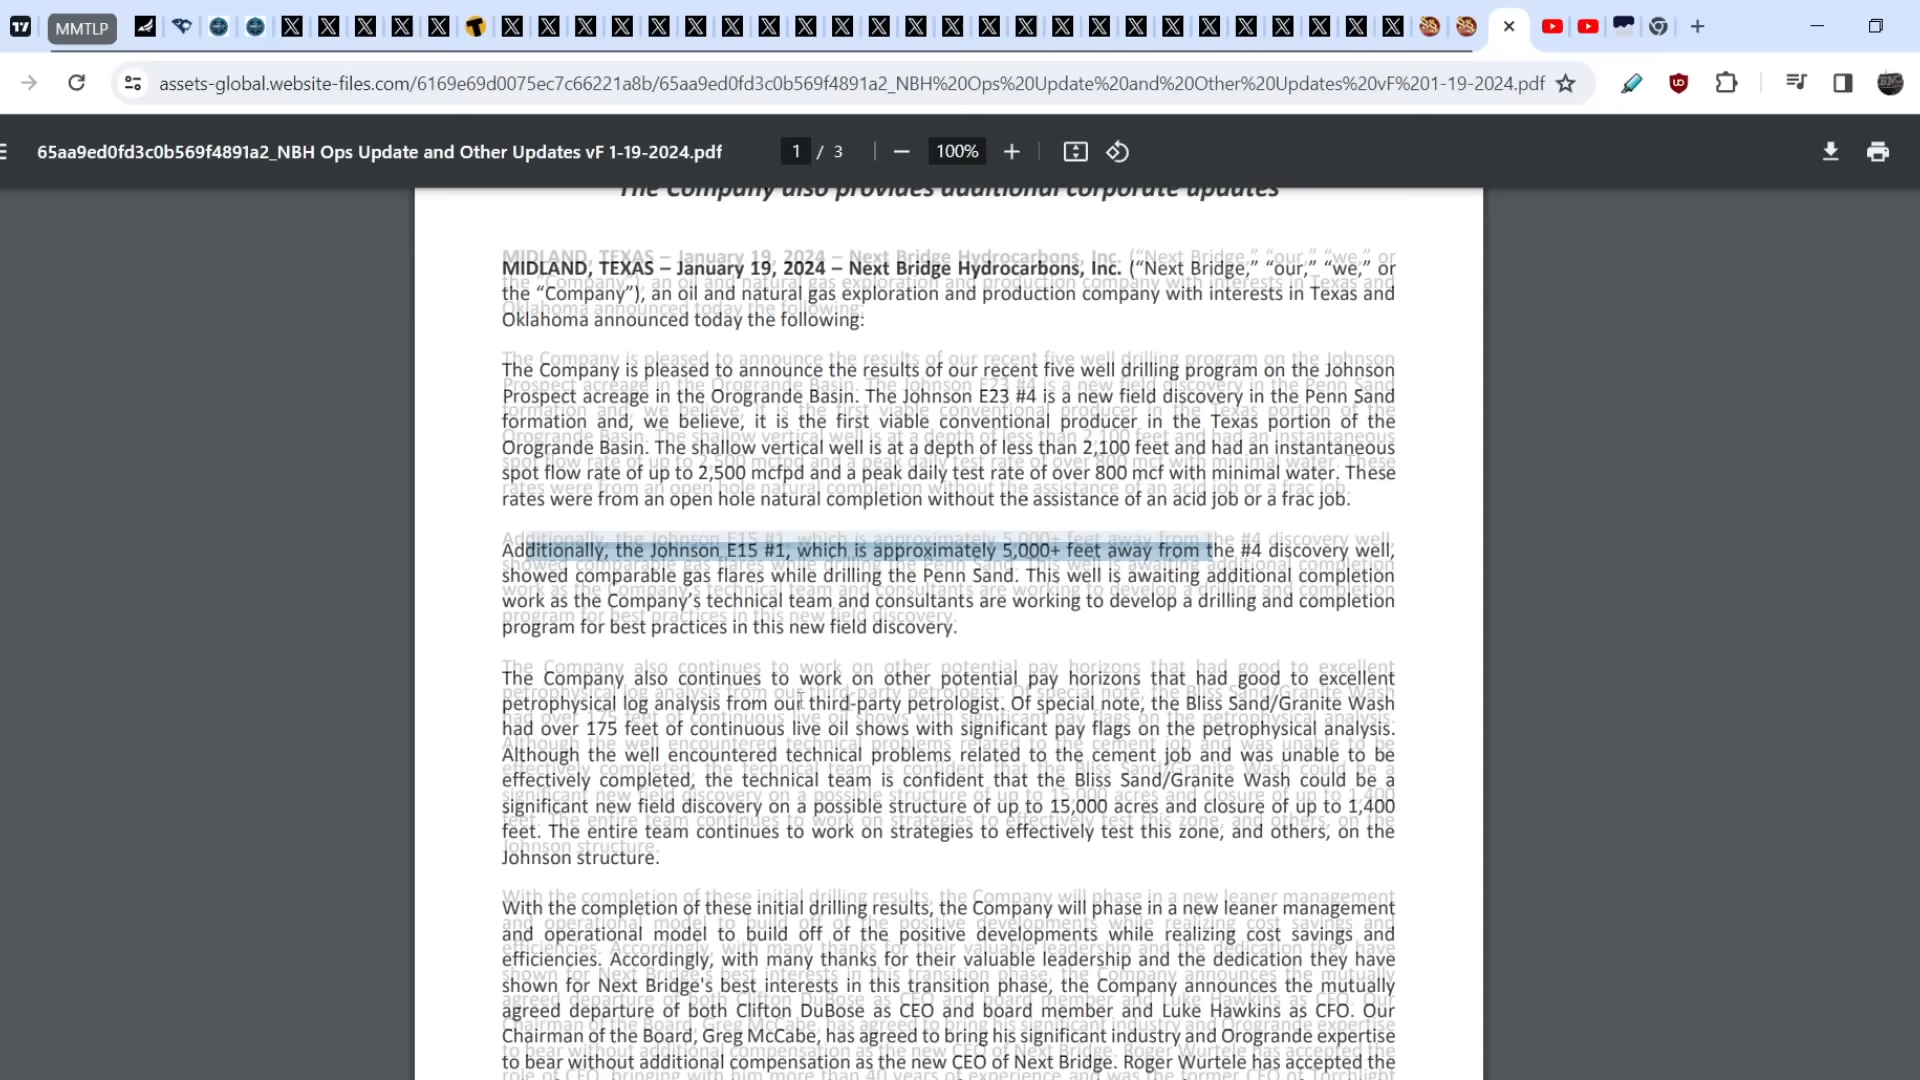 MMTLP
assets-global.website-files.com/6169e69d0075ec7c66221a8b/65aa9ed0fd3c0b569f4891a2_NBH%20Ops%20Update%20and%20Other%20Updates%20vF%201-19-2024.pdf
65aa9ed0fd3c0b569f4891a2_NBH Ops Update and Other Updates vF 1-19-2024.pdf
1 / 3
100%
The Company also provides additional corporate updates
MIDLAND, TEXAS – January 19, 2024 – Next Bridge Hydrocarbons, Inc. (“Next Bridge,” “our,” “we,” or
the “Company”), an oil and natural gas exploration and production company with interests in Texas and
Oklahoma announced today the following:
The Company is pleased to announce the results of our recent five well drilling program on the Johnson
Prospect acreage in the Orogrande Basin. The Johnson E23 #4 is a new field discovery in the Penn Sand
formation and, we believe, it is the first viable conventional producer in the Texas portion of the
Orogrande Basin. The shallow vertical well is at a depth of less than 2,100 feet and had an instantaneous
spot flow rate of up to 2,500 mcfpd and a peak daily test rate of over 800 mcf with minimal water. These
rates were from an open hole natural completion without the assistance of an acid job or a frac job.
Additionally, the Johnson E15 #1, which is approximately 5,000+ feet away from the #4 discovery well,
showed comparable gas flares while drilling the Penn Sand. This well is awaiting additional completion
work as the Company’s technical team and consultants are working to develop a drilling and completion
program for best practices in this new field discovery.
The Company also continues to work on other potential pay horizons that had good to excellent
petrophysical log analysis from our third-party petrologist. Of special note, the Bliss Sand/Granite Wash
had over 175 feet of continuous live oil shows with significant pay flags on the petrophysical analysis.
Although the well encountered technical problems related to the cement job and was unable to be
effectively completed, the technical team is confident that the Bliss Sand/Granite Wash could be a
significant new field discovery on a possible structure of up to 15,000 acres and closure of up to 1,400
feet. The entire team continues to work on strategies to effectively test this zone, and others, on the
Johnson structure.
With the completion of these initial drilling results, the Company will phase in a new leaner management
and operational model to build off of the positive developments while realizing cost savings and
efficiencies. Accordingly, with many thanks for their valuable leadership and the dedication they have
shown for Next Bridge's best interests in this transition phase, the Company announces the mutually
agreed departure of both Clifton DuBose as CEO and board member and Luke Hawkins as CFO. Our
Chairman of the Board, Greg McCabe, has agreed to bring his significant industry and Orogrande expertise
to bear without additional compensation as the new CEO of Next Bridge. Roger Wurtele has accepted the